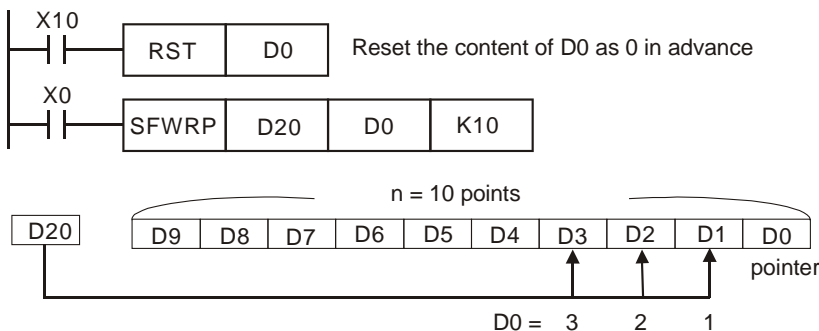 X10
RST D0 Reset the content of D0 as 0 in advance
X0
SFWRP D20 D0 K10
n = 10 points
D20 D9 D8 D7 D6 D5 D4 D3 D2 D1 D0
pointer
D0 = 3 2 1